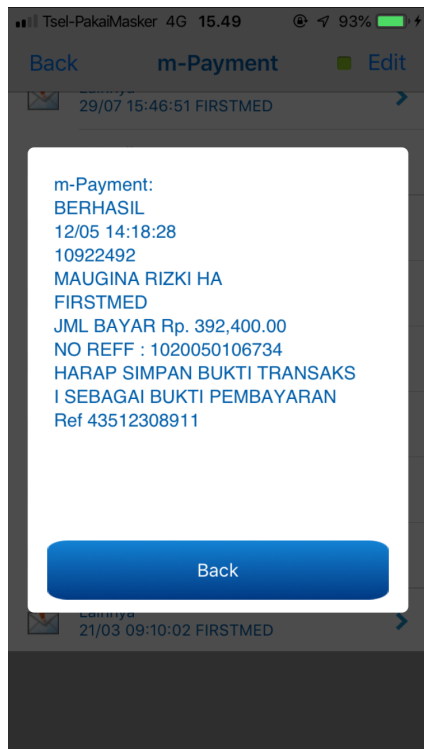 Tsel-PakaiMasker 4G 15.49 93%
Back m-Payment Edit
Lainnya
29/07 15:46:51 FIRSTMED
m-Payment:
BERHASIL
12/05 14:18:28
10922492
MAUGINA RIZKI HA
FIRSTMED
JML BAYAR Rp. 392,400.00
NO REFF : 1020050106734
HARAP SIMPAN BUKTI TRANSAKS
I SEBAGAI BUKTI PEMBAYARAN
Ref 43512308911
Back
Lainnya
21/03 09:10:02 FIRSTMED